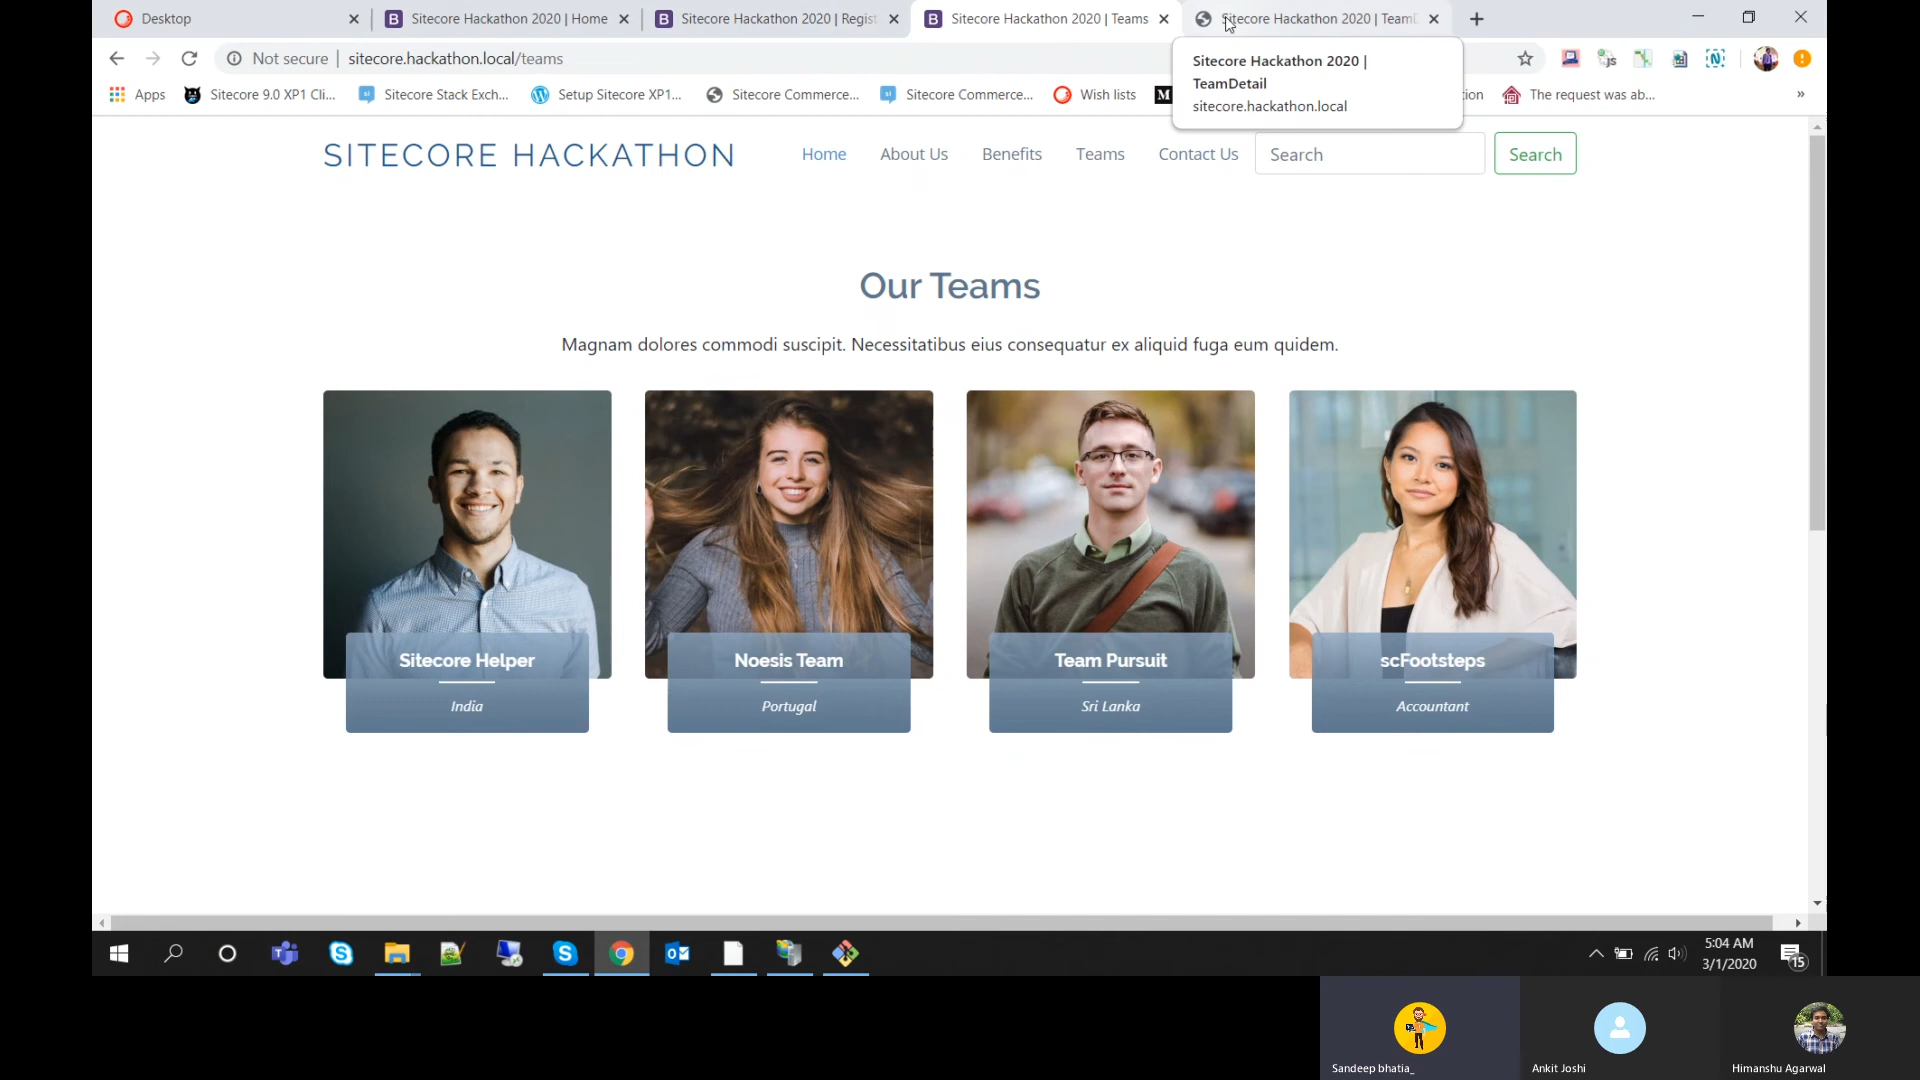 Desktop
Sitecore Hackathon 2020 | Home
Sitecore Hackathon 2020 | Regist
Sitecore Hackathon 2020 | Teams
Sitecore Hackathon 2020 | TeamD
Not secure | sitecore.hackathon.local/teams
Sitecore Hackathon 2020 |
TeamDetail
sitecore.hackathon.local
Apps
Sitecore 9.0 XP1 Cli...
Sitecore Stack Exch...
Setup Sitecore XP1...
Sitecore Commerce...
Sitecore Commerce...
Wish lists
M
tion
The request was ab...
»
SITECORE HACKATHON
Home
About Us
Benefits
Teams
Contact Us
Search
Search
Our Teams
Magnam dolores commodi suscipit. Necessitatibus eius consequatur ex aliquid fuga eum quidem.
Sitecore Helper
India
Noesis Team
Portugal
Team Pursuit
Sri Lanka
scFootsteps
Accountant
5:04 AM
3/1/2020
15
Sandeep bhatia_
Ankit Joshi
Himanshu Agarwal